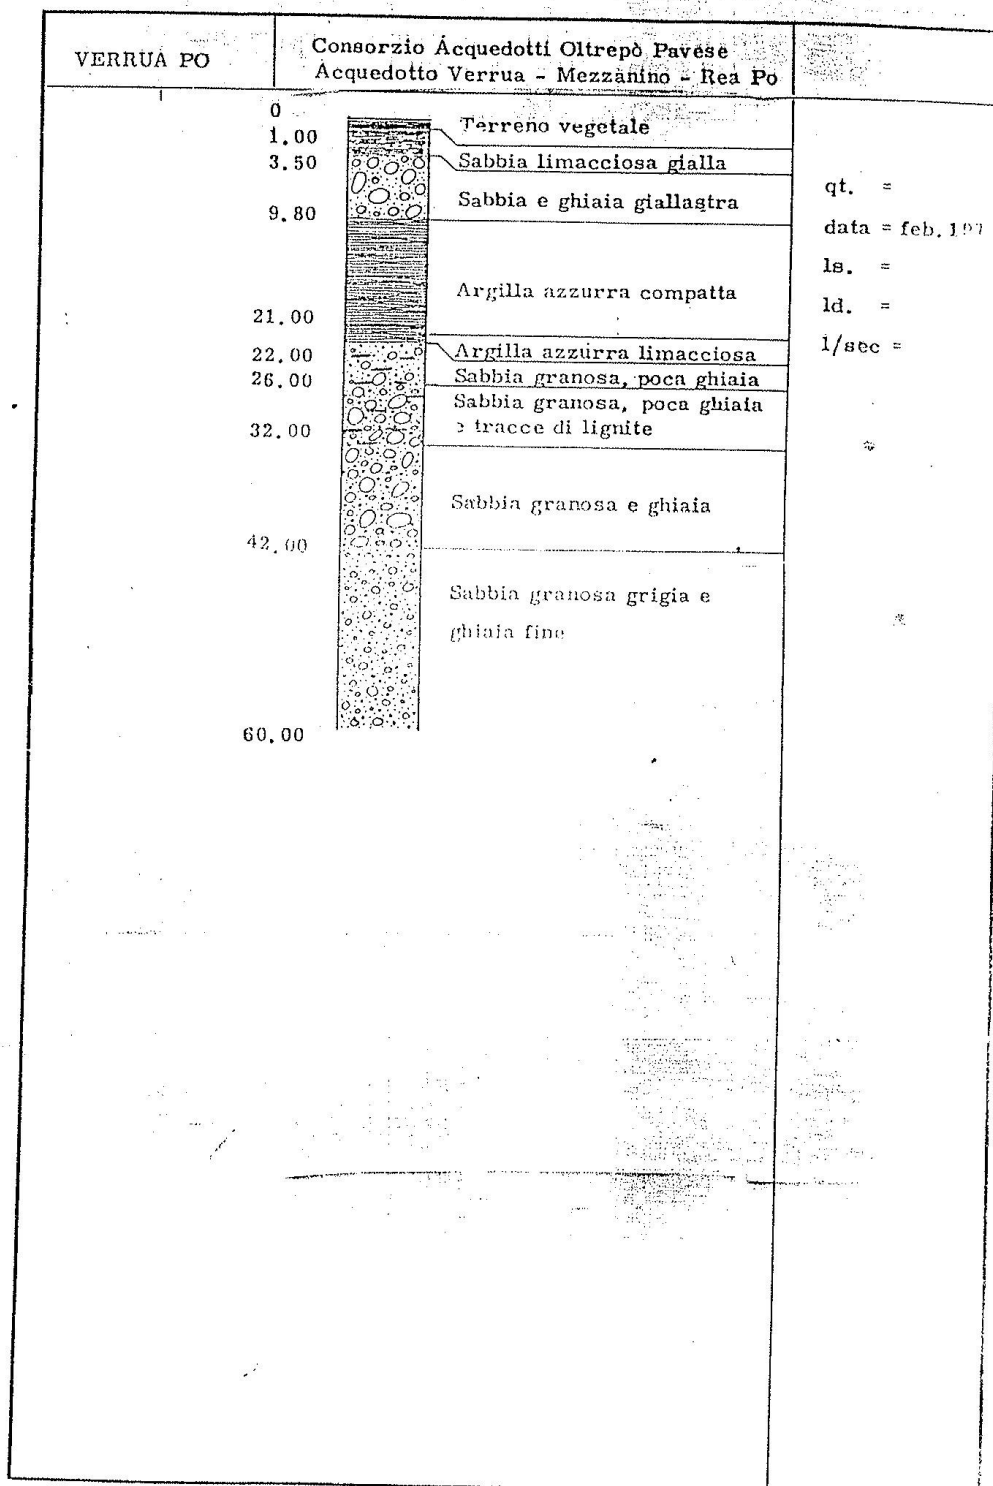 VERRUA PO
Consorzio Acquedotti Oltrepò Pavese
Acquedotto Verrua - Mezzanino - Rea Po
0
Terreno vegetale
1.00
3.50
Sabbia limacciosa gialla
Sabbia e ghiaia giallastra
9.80
Argilla azzurra compatta
21.00
22.00
Argilla azzurra limacciosa
26.00
Sabbia granosa, poca ghiaia
Sabbia granosa, poca ghiaia
e tracce di lignite
32.00
Sabbia granosa e ghiaia
42.00
Sabbia granosa grigia e
ghiaia fine
60.00
qt. =
data = feb.
ls. =
ld. =
l/sec =